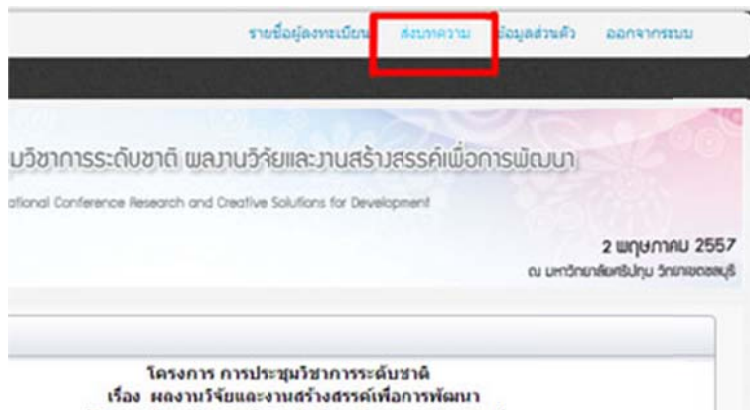 รายชื่อผู้ลงทะเบียน ส่งบทความ ข้อมูลส่วนตัว ออกจากระบบ
มวิชาการระดับชาติ ผลงานวิจัยและงานสร้างสรรค์เพื่อการพัฒนา
ational Conference Research and Creative Solutions for Development
2 พฤษภาคม 2557
ณ มหาวิทยาลัยศรีปทุม วิทยาเขตชลบุรี
โครงการ การประชุมวิชาการระดับชาติ
เรื่อง ผลงานวิจัยและงานสร้างสรรค์เพื่อการพัฒนา